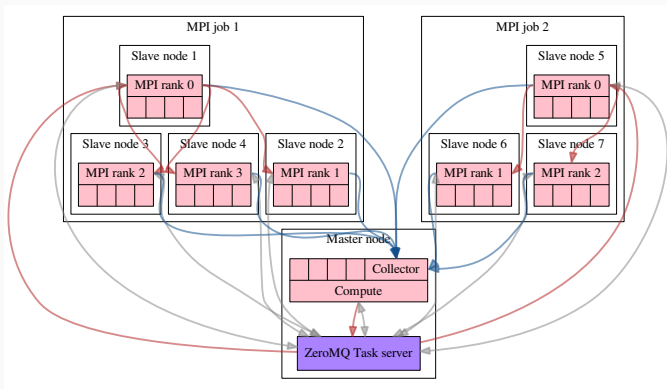 MPI job 1
MPI job 2
Slave node 1
MPI rank 0
Slave node 5
MPI rank 0
Slave node 3
MPI rank 2
Slave node 4
MPI rank 3
Slave node 2
MPI rank 1
Slave node 6
MPI rank 1
Slave node 7
MPI rank 2
Master node
Collector
Compute
ZeroMQ Task server